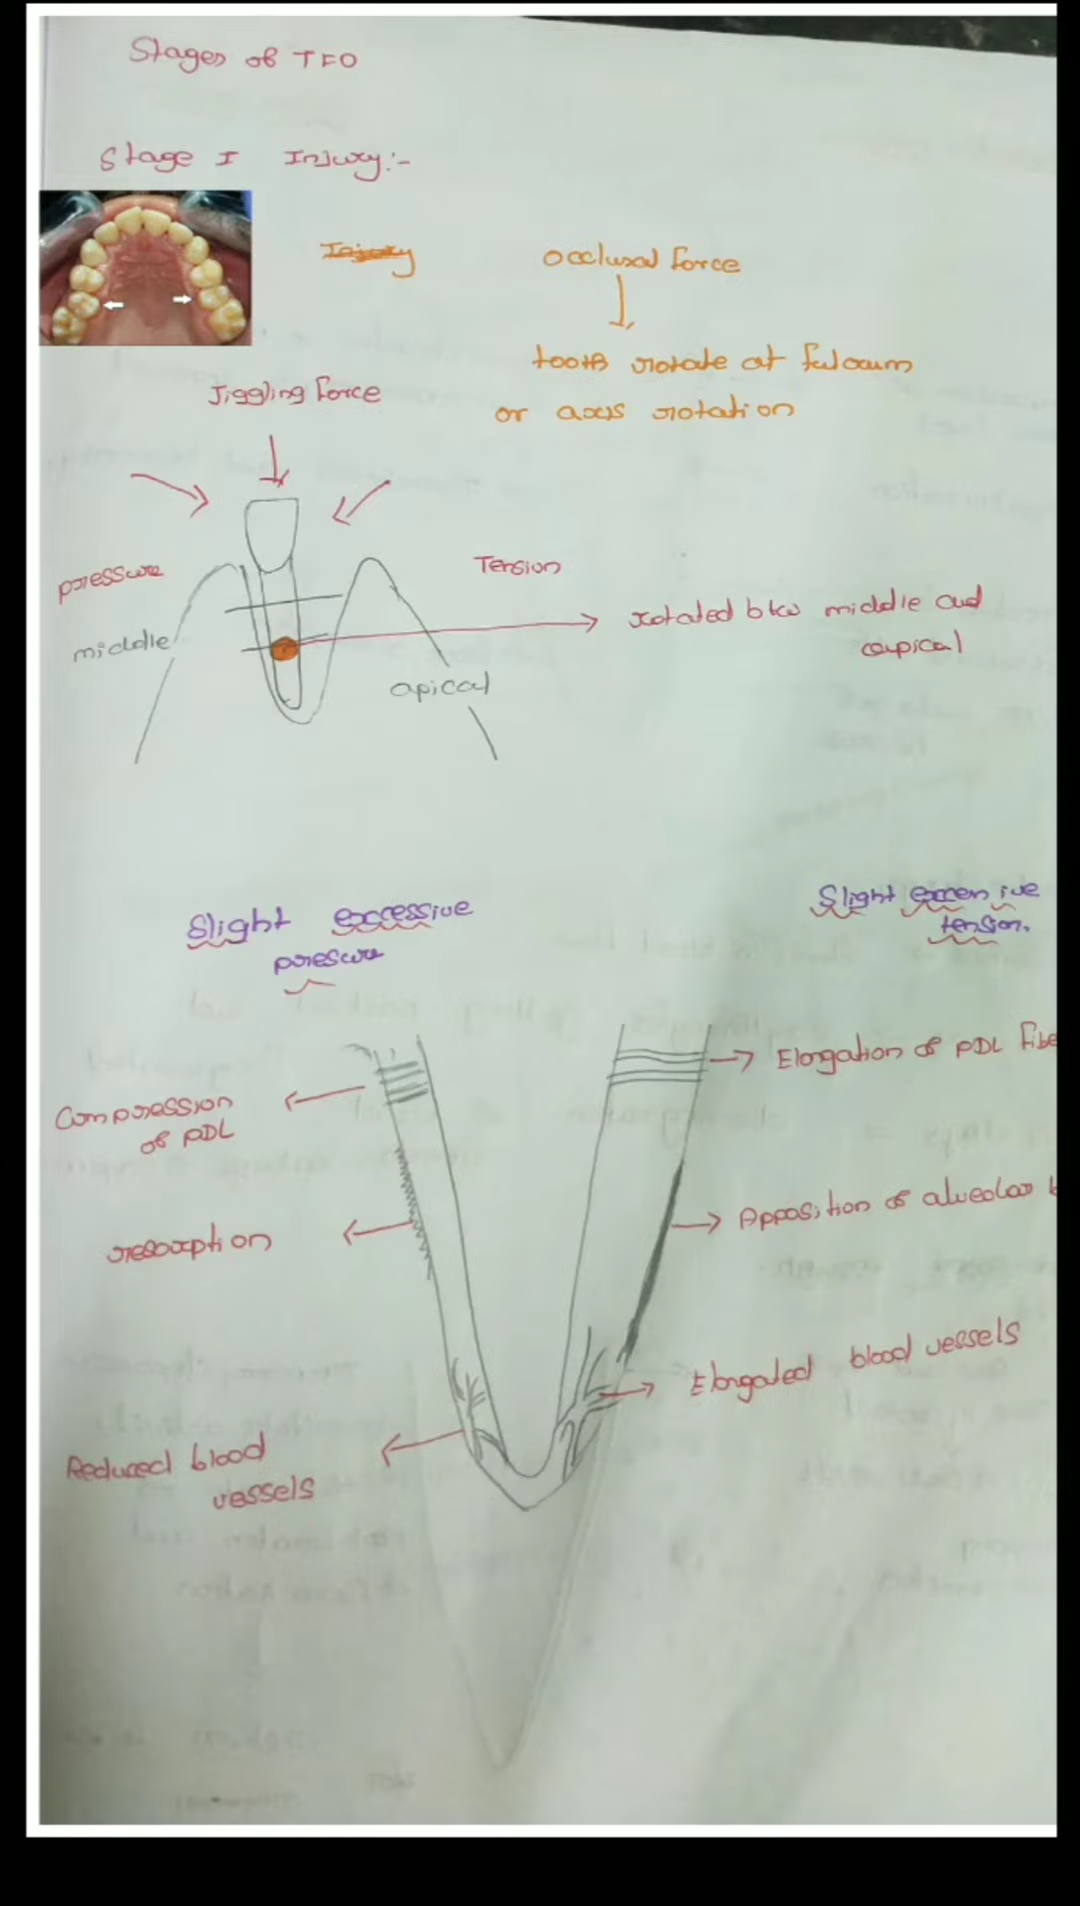 Stages of TFO
Stage I Injury:-
Injury
occlusal force
tooth rotate at fulcrum
or axis rotation
Jiggling force
pressure
Tension
middle
rotated btw middle and
apical
apical
Slight excessive
pressure
Slight excessive
tension.
Compression
of PDL
Elongation of PDL Fibe
resorption
Apposition of alveolar b
Elongated blood vessels
Reduced blood
vessels